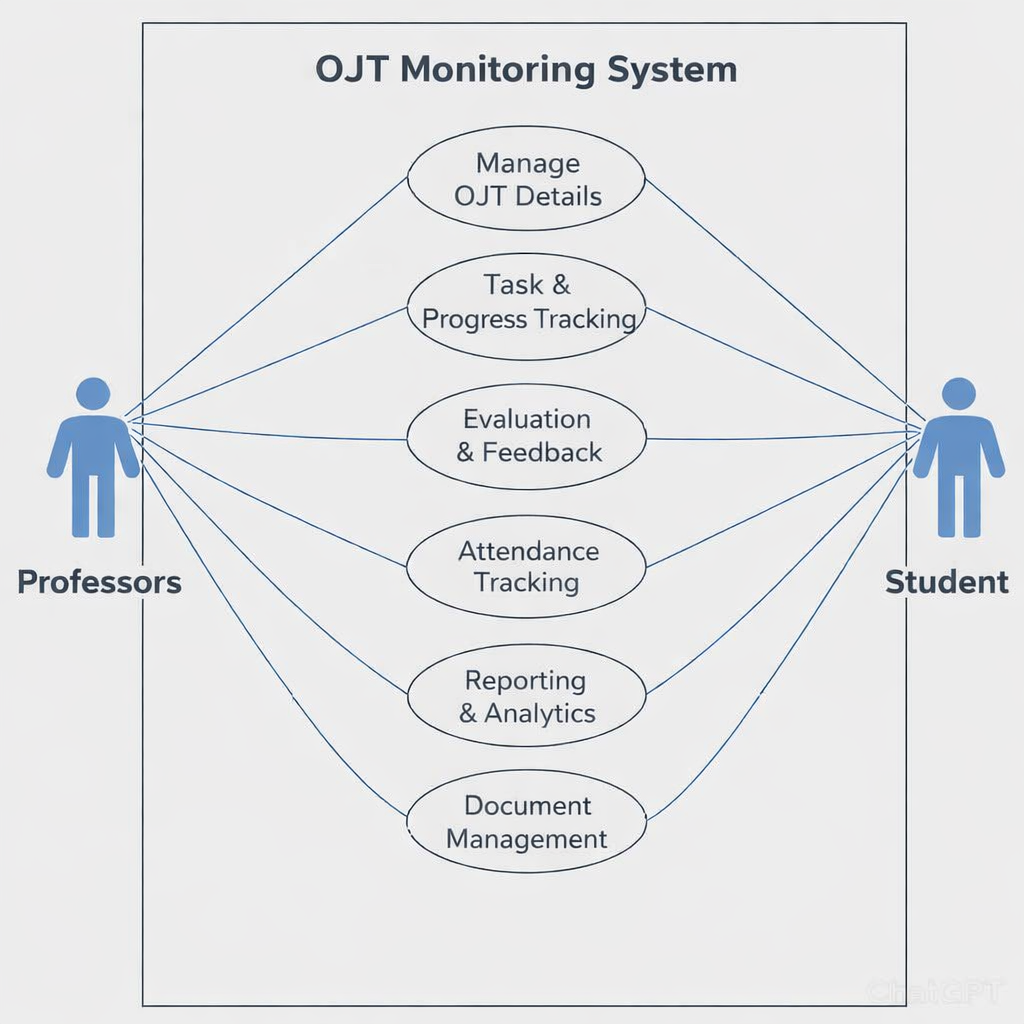 OJT Monitoring System
Manage
OJT Details
Task &
Progress Tracking
Evaluation
& Feedback
Attendance
Tracking
Professors
Student
Reporting
& Analytics
Document
Management
ChatGPT